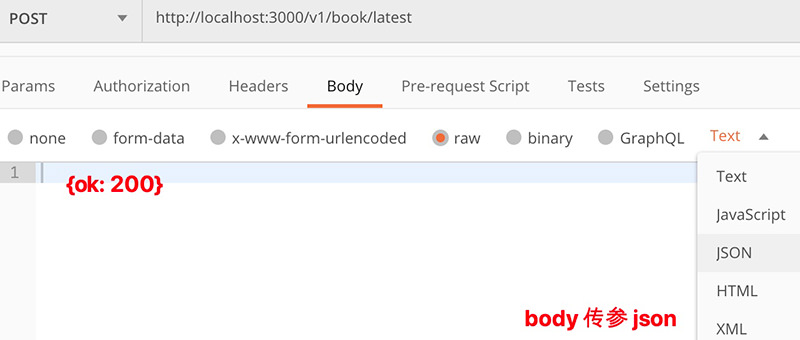 POST http://localhost:3000/v1/book/latest
Params Authorization Headers Body Pre-request Script Tests Settings
none form-data x-www-form-urlencoded raw binary GraphQL Text
1
{ok: 200}
Text
JavaScript
JSON
HTML
body 传参 json
XML